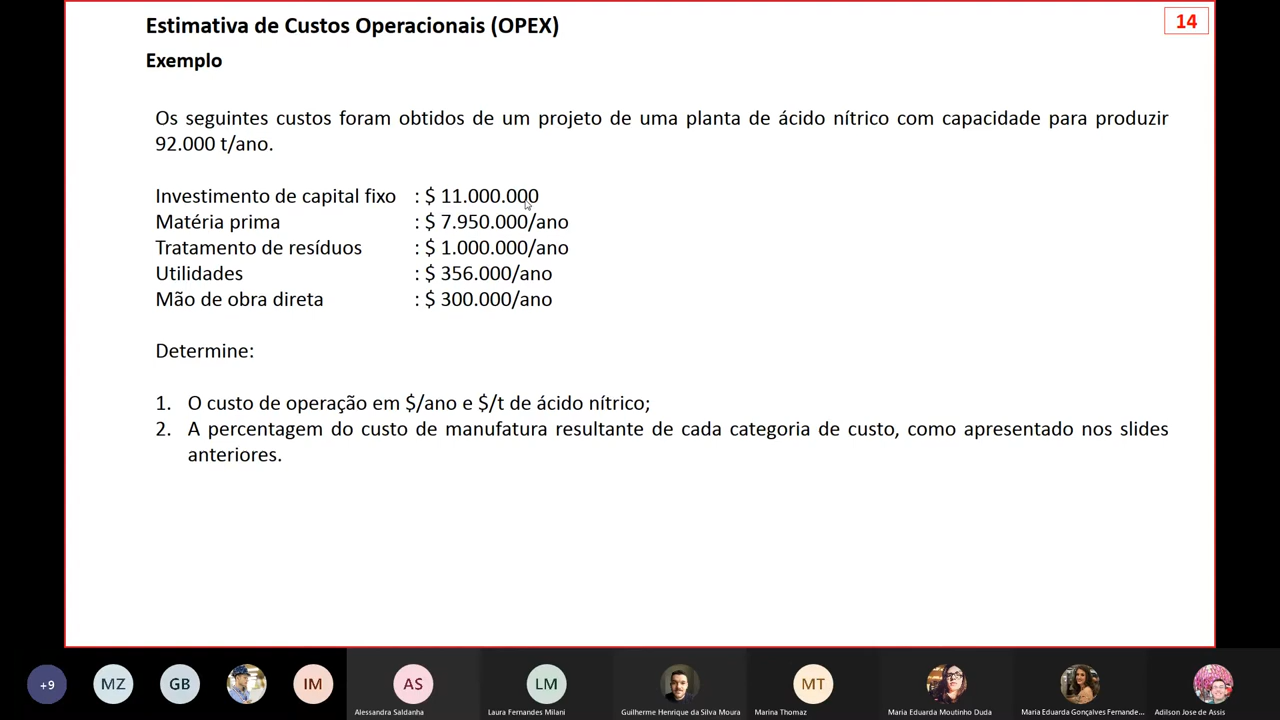 Estimativa de Custos Operacionais (OPEX)
14
Exemplo
Os seguintes custos foram obtidos de um projeto de uma planta de ácido nítrico com capacidade para produzir
92.000 t/ano.
Investimento de capital fixo : $ 11.000.000
Matéria prima : $ 7.950.000/ano
Tratamento de resíduos : $ 1.000.000/ano
Utilidades : $ 356.000/ano
Mão de obra direta : $ 300.000/ano
Determine:
1. O custo de operação em $/ano e $/t de ácido nítrico;
2. A percentagem do custo de manufatura resultante de cada categoria de custo, como apresentado nos slides
anteriores.
+9 MZ GB IM AS LM MT
Alessandra Saldanha Laura Fernandes Milani Guilherme Henrique da Silva Moura Marina Thomaz Maria Eduarda Moutinho Duda Maria Eduarda Gonçalves Fernande... Adilson Jose de Assis